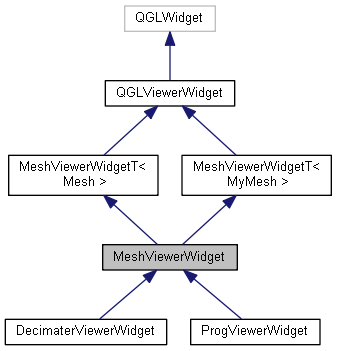 QGLWidget
QGLViewerWidget
MeshViewerWidgetT<
Mesh >
MeshViewerWidgetT<
MyMesh >
MeshViewerWidget
DecimaterViewerWidget
ProgViewerWidget